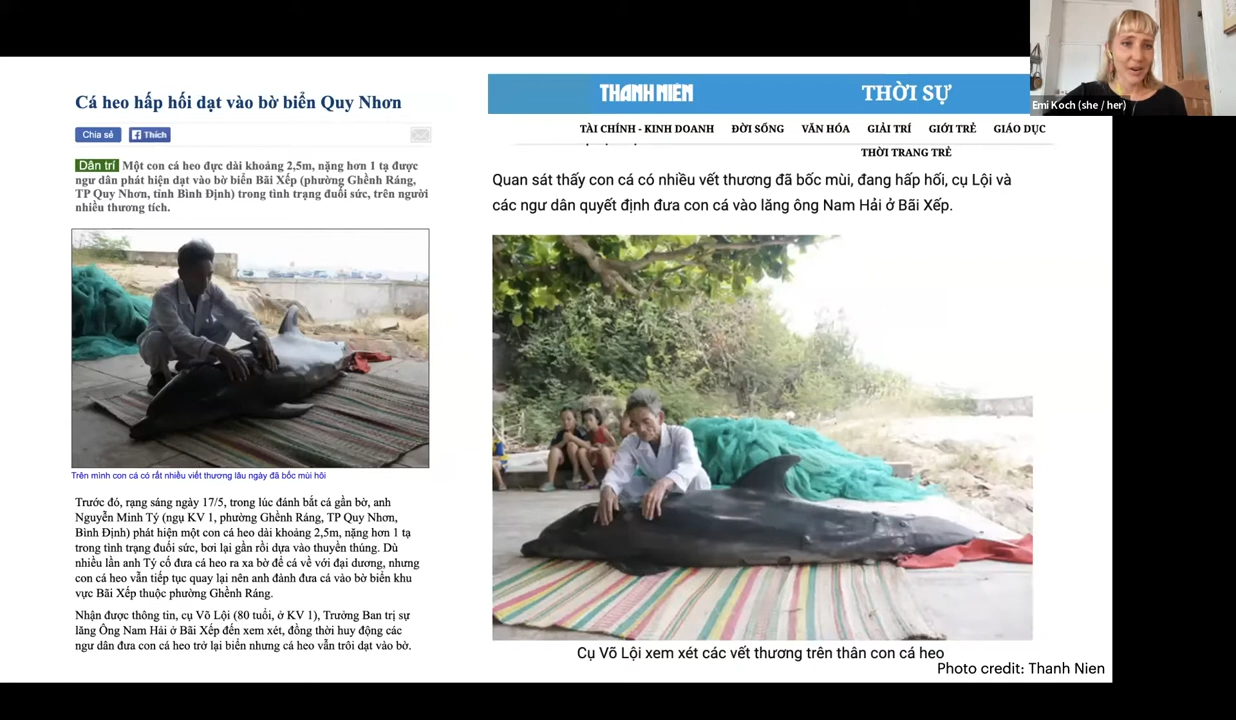 Cá heo hấp hối dạt vào bờ biển Quy Nhơn
Chia sẻ
Thích
Dân trí Một con cá heo đực dài khoảng 2,5m, nặng hơn 1 tạ được
ngư dân phát hiện dạt vào bờ biển Bãi Xếp (phường Ghềnh Ráng,
TP Quy Nhơn, tỉnh Bình Định) trong tình trạng đuối sức, trên người
nhiều thương tích.
Trên mình con cá có rất nhiều viết thương lâu ngày đã bốc mùi hôi
Trước đó, rạng sáng ngày 17/5, trong lúc đánh bắt cá gần bờ, anh
Nguyễn Minh Tý (ngụ KV 1, phường Ghềnh Ráng, TP Quy Nhơn,
Bình Định) phát hiện một con cá heo dài khoảng 2,5m, nặng hơn 1 tạ
trong tình trạng đuối sức, bơi lại gần rồi dựa vào thuyền thúng. Dù
nhiều lần anh Tý cố đưa cá heo ra xa bờ để cá về với đại dương, nhưng
con cá heo vẫn tiếp tục quay lại nên anh đành đưa cá vào bờ biển khu
vực Bãi Xếp thuộc phường Ghềnh Ráng.
Nhận được thông tin, cụ Võ Lội (80 tuổi, ở KV 1), Trưởng Ban trị sự
lăng Ông Nam Hải ở Bãi Xếp đến xem xét, đồng thời huy động các
ngư dân đưa con cá heo trở lại biển nhưng cá heo vẫn trôi dạt vào bờ.
THANH NIÊN
THỜI SỰ
TÀI CHÍNH - KINH DOANH ĐỜI SỐNG VĂN HÓA GIẢI TRÍ GIỚI TRẺ GIÁO DỤC
THỜI TRANG TRẺ
Quan sát thấy con cá có nhiều vết thương đã bốc mùi, đang hấp hối, cụ Lội và
các ngư dân quyết định đưa con cá vào lăng ông Nam Hải ở Bãi Xếp.
Cụ Võ Lội xem xét các vết thương trên thân con cá heo
Photo credit: Thanh Nien
Emi Koch (she / her)